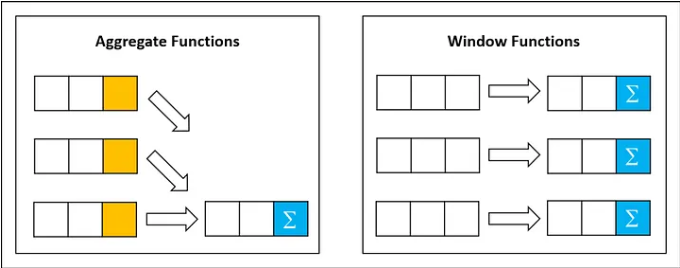 Aggregate Functions
Σ
Window Functions
Σ
Σ
Σ